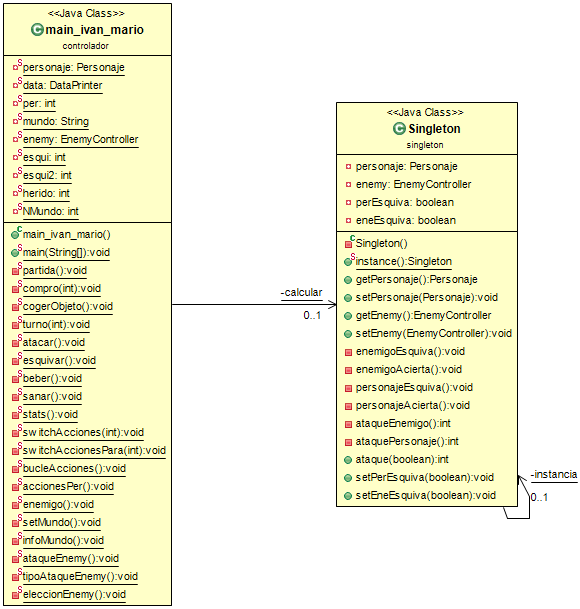 <<Java Class>>
main_ivan_mario
controlador
personaje: Personaje
data: DataPrinter
per: int
mundo: String
enemy: EnemyController
esqui: int
esqui2: int
herido: int
NMundo: int
main_ivan_mario()
main(String[]):void
partida():void
compro(int):void
cogerObjeto():void
turno(int):void
atacar():void
esquivar():void
beber():void
sanar():void
stats():void
switchAcciones(int):void
switchAccionesPara(int):void
bucleAcciones():void
accionesPer():void
enemigo():void
setMundo():void
infoMundo():void
ataqueEnemy():void
tipoAtaqueEnemy():void
eleccionEnemy():void
-calcular
0..1
<<Java Class>>
Singleton
singleton
personaje: Personaje
enemy: EnemyController
perEsquiva: boolean
eneEsquiva: boolean
Singleton()
instance():Singleton
getPersonaje():Personaje
setPersonaje(Personaje):void
getEnemy():EnemyController
setEnemy(EnemyController):void
enemigoEsquiva():void
enemigoAcierta():void
personajeEsquiva():void
personajeAcierta():void
ataqueEnemigo():int
ataquePersonaje():int
ataque(boolean):int
setPerEsquiva(boolean):void
setEneEsquiva(boolean):void
-instancia
0..1